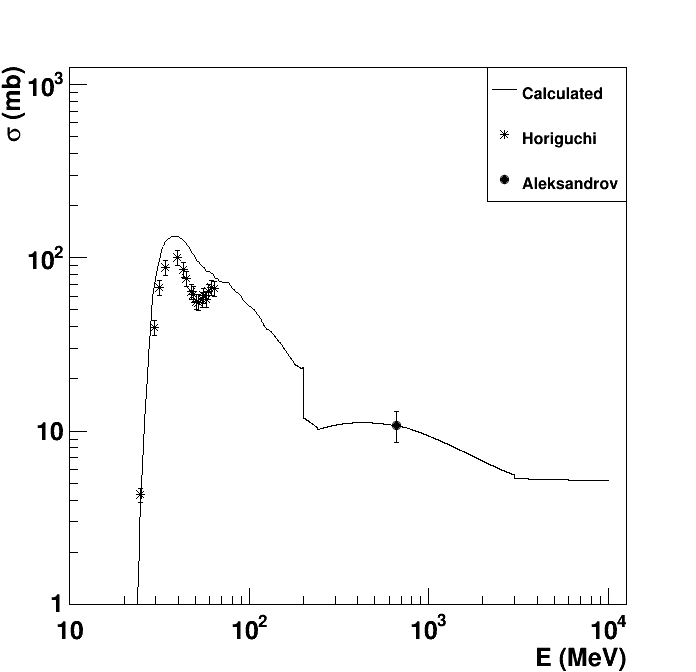 σ (mb)
10³
10²
10
1
10
10²
10³
10⁴
E (MeV)
Calculated
Horiguchi
Aleksandrov